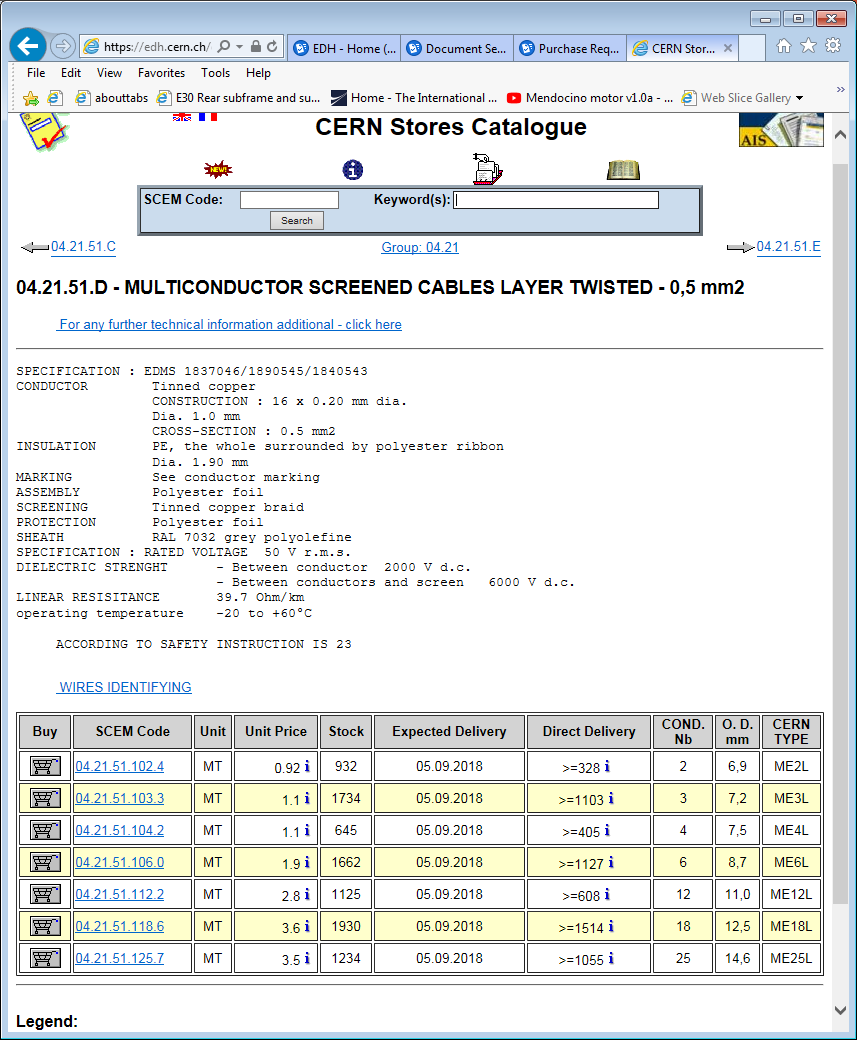 https://edh.cern.ch/
EDH - Home (...
Document Se...
Purchase Req...
CERN Stor...
File Edit View Favorites Tools Help
abouttabs
E30 Rear subframe and su...
Home - The International ...
Mendocino motor v1.0a - ...
Web Slice Gallery
CERN Stores Catalogue
AIS
NEW!
SCEM Code:
Keyword(s):
Search
04.21.51.C
Group: 04.21
04.21.51.E
04.21.51.D - MULTICONDUCTOR SCREENED CABLES LAYER TWISTED - 0,5 mm2
For any further technical information additional - click here
SPECIFICATION : EDMS 1837046/1890545/1840543
CONDUCTOR Tinned copper
CONSTRUCTION : 16 x 0.20 mm dia.
Dia. 1.0 mm
CROSS-SECTION : 0.5 mm2
INSULATION PE, the whole surrounded by polyester ribbon
Dia. 1.90 mm
MARKING See conductor marking
ASSEMBLY Polyester foil
SCREENING Tinned copper braid
PROTECTION Polyester foil
SHEATH RAL 7032 grey polyolefine
SPECIFICATION : RATED VOLTAGE 50 V r.m.s.
DIELECTRIC STRENGHT - Between conductor 2000 V d.c.
- Between conductors and screen 6000 V d.c.
LINEAR RESISITANCE 39.7 Ohm/km
operating temperature -20 to +60°C
ACCORDING TO SAFETY INSTRUCTION IS 23
WIRES IDENTIFYING
Buy SCEM Code Unit Unit Price Stock Expected Delivery Direct Delivery COND. Nb O. D. mm CERN TYPE
04.21.51.102.4 MT 0.92 i 932 05.09.2018 >=328 i 2 6,9 ME2L
04.21.51.103.3 MT 1.1 i 1734 05.09.2018 >=1103 i 3 7,2 ME3L
04.21.51.104.2 MT 1.1 i 645 05.09.2018 >=405 i 4 7,5 ME4L
04.21.51.106.0 MT 1.9 i 1662 05.09.2018 >=1127 i 6 8,7 ME6L
04.21.51.112.2 MT 2.8 i 1125 05.09.2018 >=608 i 12 11,0 ME12L
04.21.51.118.6 MT 3.6 i 1930 05.09.2018 >=1514 i 18 12,5 ME18L
04.21.51.125.7 MT 3.5 i 1234 05.09.2018 >=1055 i 25 14,6 ME25L
Legend: